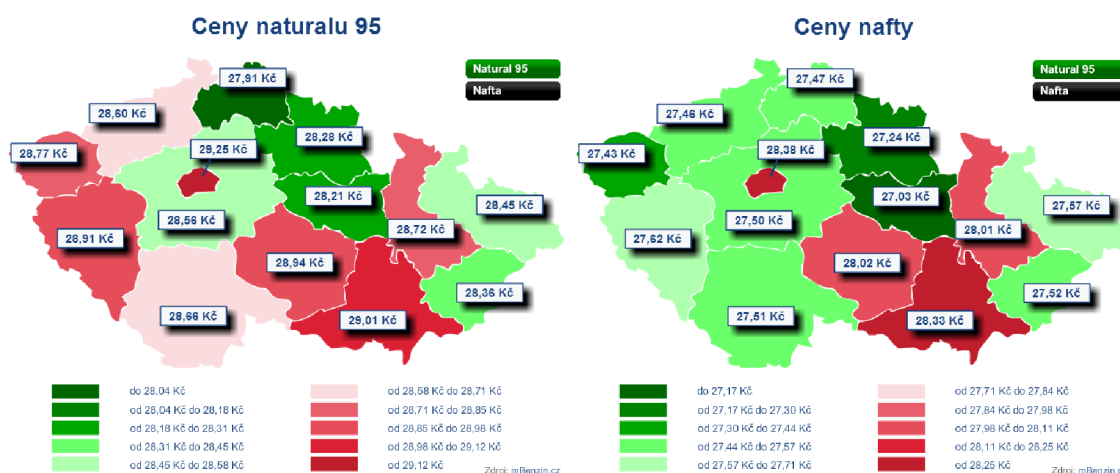 Ceny naturalu 95
Natural 95
Nafta
27,91 Kč
28,60 Kč
28,28 Kč
28,77 Kč
29,25 Kč
28,21 Kč
28,45 Kč
28,56 Kč
28,72 Kč
28,91 Kč
28,94 Kč
28,36 Kč
28,66 Kč
29,01 Kč
do 28,04 Kč
od 28,04 Kč do 28,18 Kč
od 28,18 Kč do 28,31 Kč
od 28,31 Kč do 28,45 Kč
od 28,45 Kč do 28,58 Kč
od 28,58 Kč do 28,71 Kč
od 28,71 Kč do 28,85 Kč
od 28,85 Kč do 28,98 Kč
od 28,98 Kč do 29,12 Kč
od 29,12 Kč
Zdroj: mBenzin.cz
Ceny nafty
Natural 95
Nafta
27,47 Kč
27,46 Kč
27,24 Kč
27,43 Kč
28,38 Kč
27,03 Kč
27,57 Kč
27,50 Kč
28,01 Kč
27,62 Kč
28,02 Kč
27,52 Kč
27,51 Kč
28,33 Kč
do 27,17 Kč
od 27,17 Kč do 27,30 Kč
od 27,30 Kč do 27,44 Kč
od 27,44 Kč do 27,57 Kč
od 27,57 Kč do 27,71 Kč
od 27,71 Kč do 27,84 Kč
od 27,84 Kč do 27,98 Kč
od 27,98 Kč do 28,11 Kč
od 28,11 Kč do 28,25 Kč
od 28,25 Kč
Zdroj: mBenzin.cz